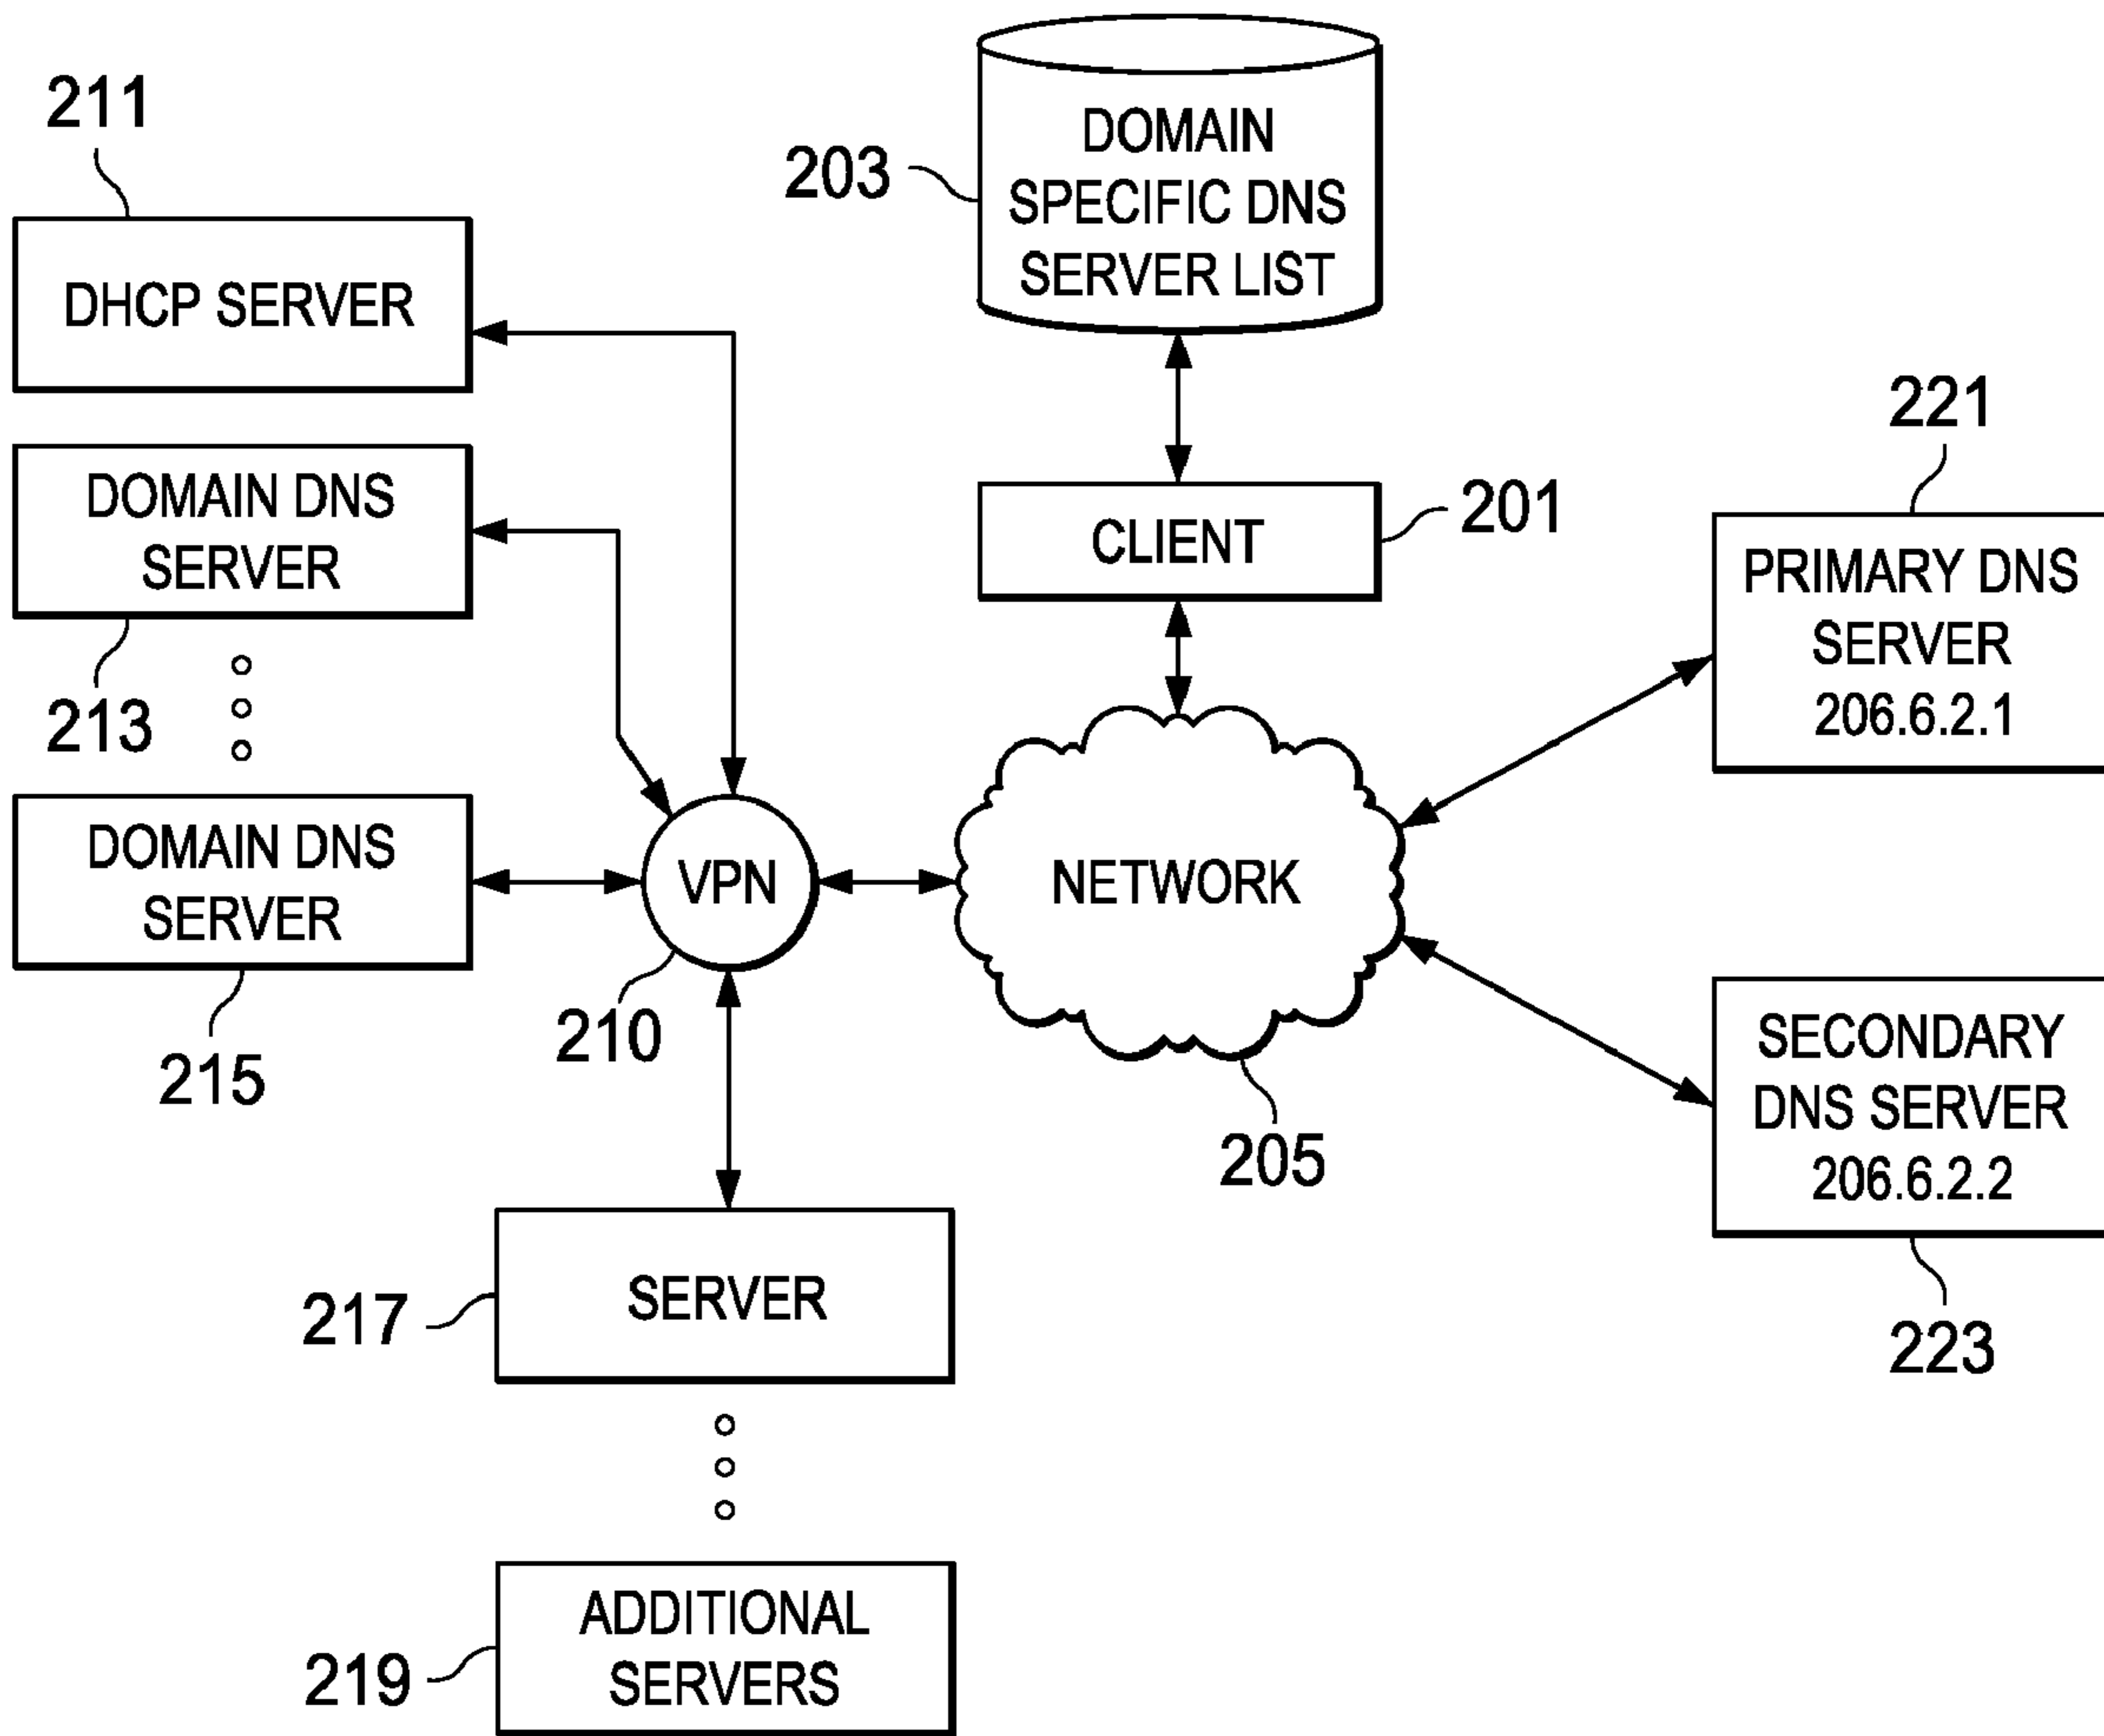 211
DHCP SERVER
DOMAIN DNS
SERVER
213
DOMAIN DNS
SERVER
215
203
DOMAIN
SPECIFIC DNS
SERVER LIST
CLIENT
201
221
PRIMARY DNS
SERVER
206.6.2.1
VPN
210
NETWORK
205
SECONDARY
DNS SERVER
206.6.2.2
223
217
SERVER
219
ADDITIONAL
SERVERS